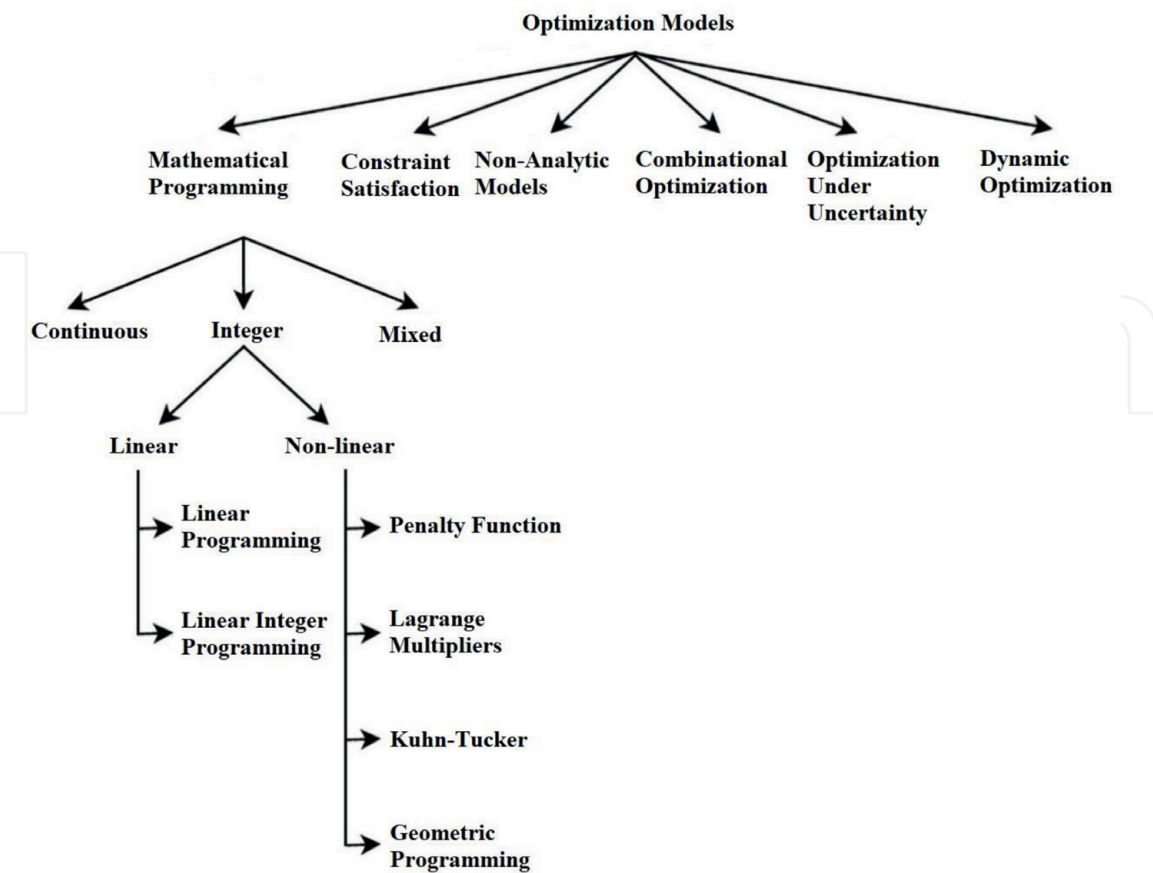 Optimization Models
Mathematical
Programming
Constraint
Satisfaction
Non-Analytic
Models
Combinational
Optimization
Optimization
Under
Uncertainty
Dynamic
Optimization
Continuous
Integer
Mixed
Linear
Non-linear
Linear
Programming
Linear Integer
Programming
Penalty Function
Lagrange
Multipliers
Kuhn-Tucker
Geometric
Programming